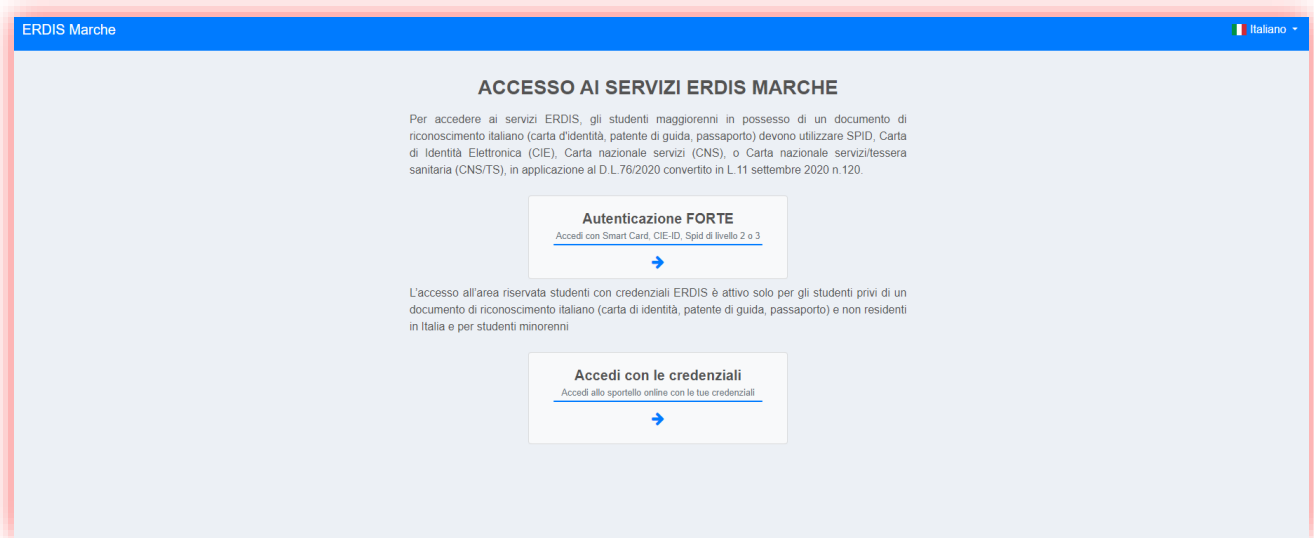 ERDIS Marche
Italiano
ACCESSO AI SERVIZI ERDIS MARCHE
Per accedere ai servizi ERDIS, gli studenti maggiorenni in possesso di un documento di
riconoscimento italiano (carta d'identità, patente di guida, passaporto) devono utilizzare SPID, Carta
di Identità Elettronica (CIE), Carta nazionale servizi (CNS), o Carta nazionale servizi/tessera
sanitaria (CNS/TS), in applicazione al D.L.76/2020 convertito in L.11 settembre 2020 n.120.
Autenticazione FORTE
Accedi con Smart Card, CIE-ID, Spid di livello 2 o 3
L'accesso all'area riservata studenti con credenziali ERDIS è attivo solo per gli studenti privi di un
documento di riconoscimento italiano (carta di identità, patente di guida, passaporto) e non residenti
in Italia e per studenti minorenni
Accedi con le credenziali
Accedi allo sportello online con le tue credenziali